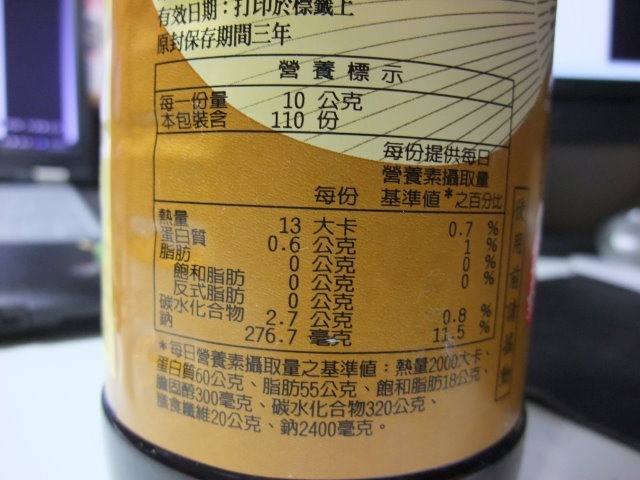 有效日期：打印於標籤上
原封保存期間三年
營養標示
每一份量 10 公克
本包裝含 110 份
每份提供每日
營養素攝取量
每份 基準值*之百分比
熱量 13 大卡 0.7 %
蛋白質 0.6 公克 1 %
脂肪 0 公克 0 %
飽和脂肪 0 公克 0 %
反式脂肪 0 公克
碳水化合物 2.7 公克 0.8 %
鈉 276.7 毫克 11.5 %
*每日營養素攝取量之基準值：熱量2000大卡、
蛋白質60公克、脂肪55公克、飽和脂肪18公克、
膽固醇300毫克、碳水化合物320公克、
膳食纖維20公克、鈉2400毫克。
使用前請